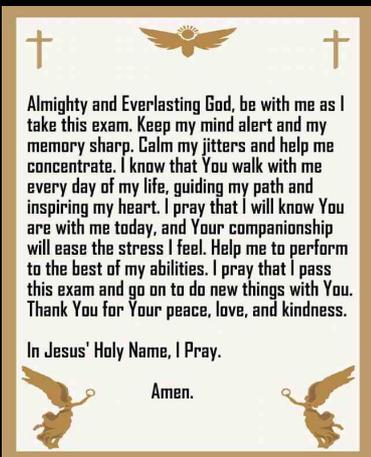 Almighty and Everlasting God, be with me as I
take this exam. Keep my mind alert and my
memory sharp. Calm my jitters and help me
concentrate. I know that You walk with me
every day of my life, guiding my path and
inspiring my heart. I pray that I will know You
are with me today, and Your companionship
will ease the stress I feel. Help me to perform
to the best of my abilities. I pray that I pass
this exam and go on to do new things with You.
Thank You for Your peace, love, and kindness.
In Jesus' Holy Name, I Pray.
Amen.